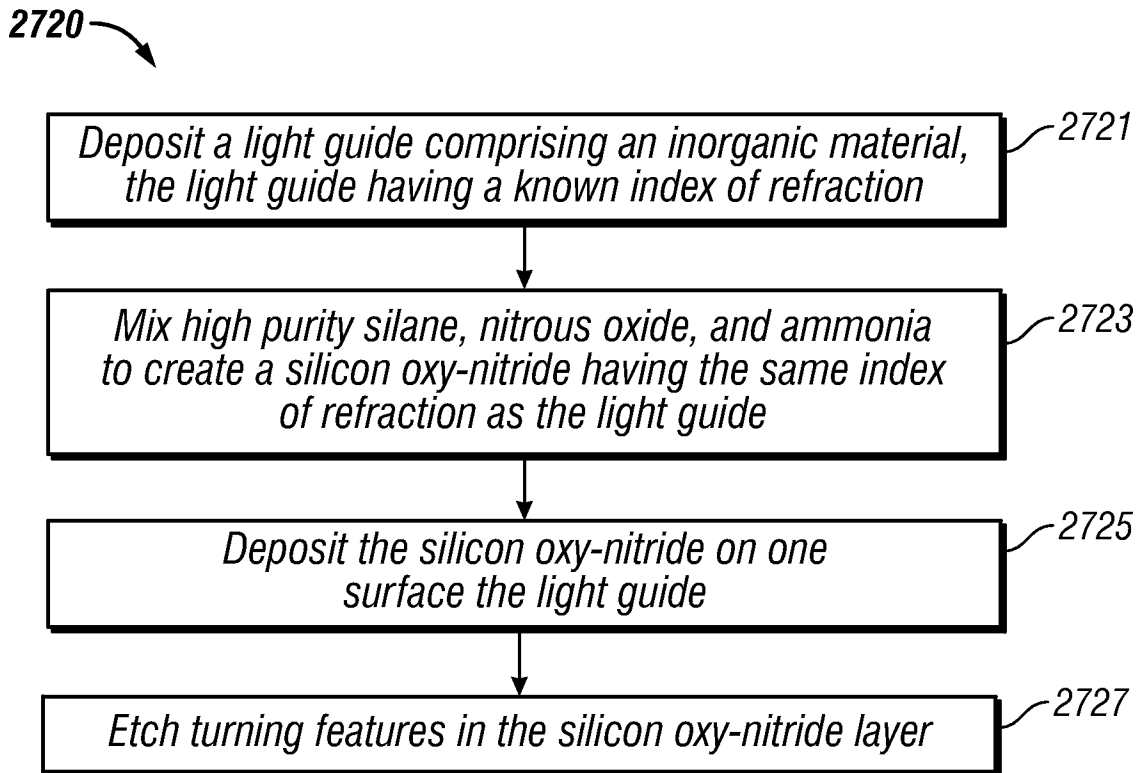 2720
Deposit a light guide comprising an inorganic material,
the light guide having a known index of refraction
2721
Mix high purity silane, nitrous oxide, and ammonia
to create a silicon oxy-nitride having the same index
of refraction as the light guide
2723
Deposit the silicon oxy-nitride on one
surface the light guide
2725
Etch turning features in the silicon oxy-nitride layer
2727